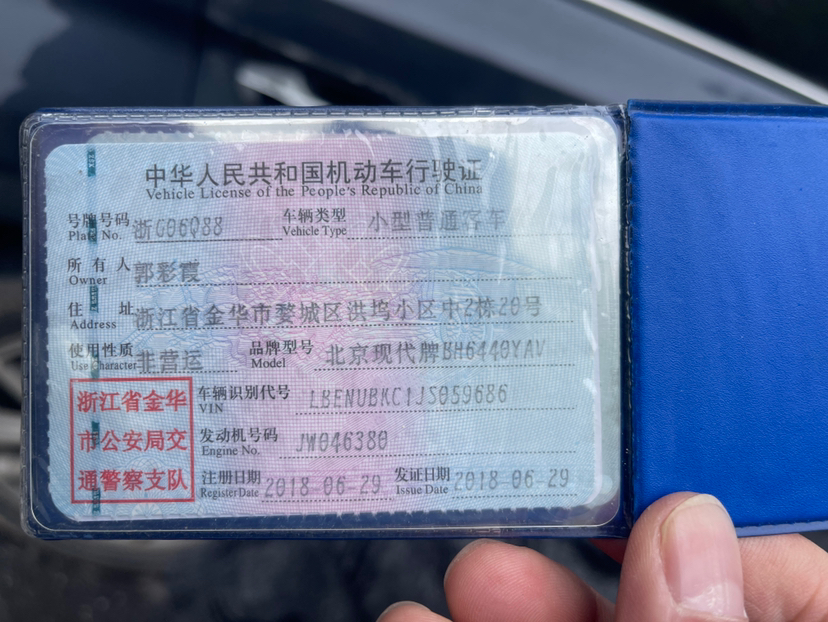 中华人民共和国机动车行驶证
Vehicle License of the People's Republic of China
号牌号码 浙G06Q88 车辆类型 小型普通客车
Plate No. Vehicle Type
所有人 郭彩霞
Owner
住址 浙江省金华市婺城区洪坞小区中2栋20号
Address
使用性质 非营运 品牌型号 北京现代牌BH6440YAV
Use Character Model
浙江省金华
市公安局交
通警察支队
车辆识别代号 LBENUBKC1JS059686
VIN
发动机号码 JW046380
Engine No.
注册日期 2018-06-29 发证日期 2018-06-29
Register Date Issue Date